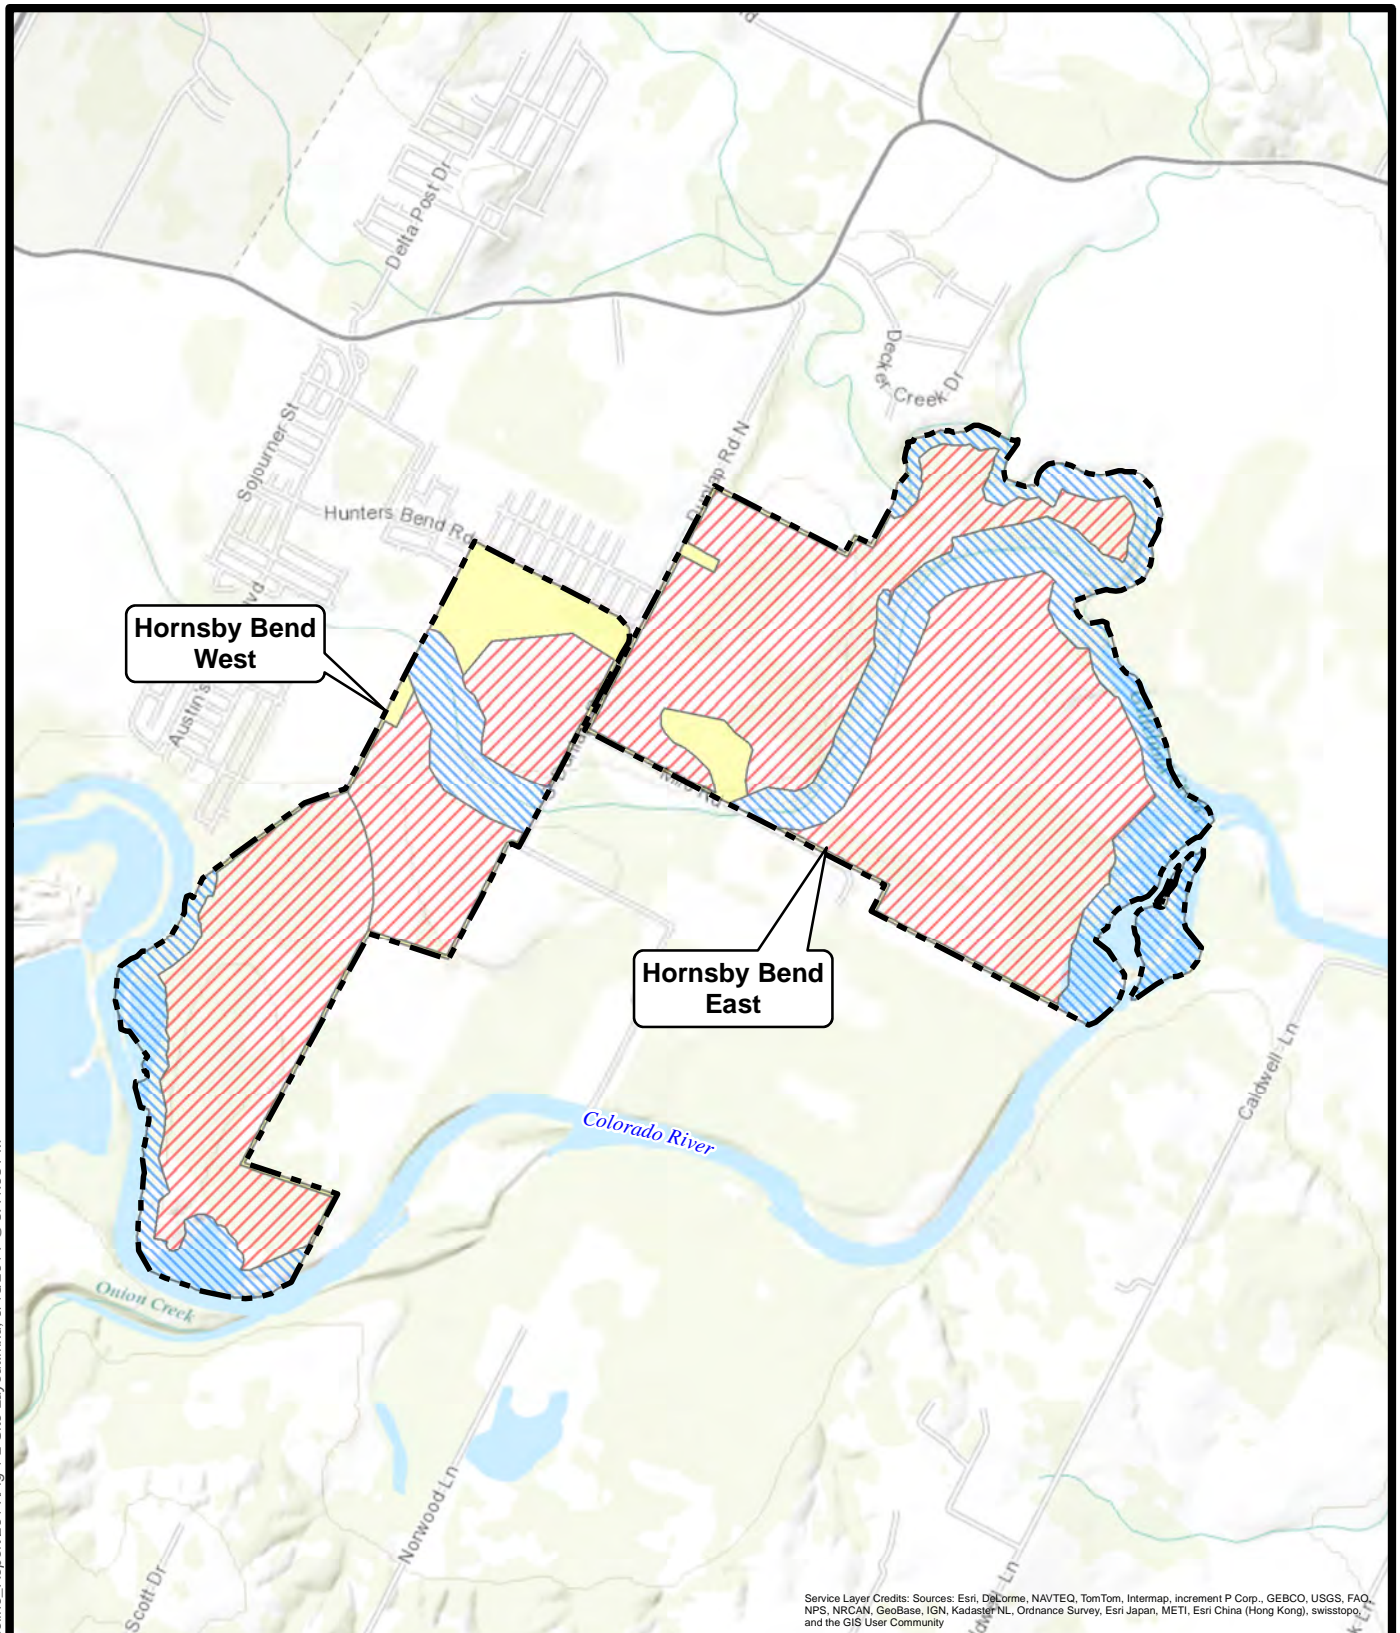 Delta Post Dr
Decker Creek Dr
Sojourner St
Dunlap Rd N
Hunters Bend Rd
Hornsby Bend
West
Hornsby Bend
East
Colorado River
Onion Creek
Caldwell Ln
Norwood Ln
Scott Dr
Service Layer Credits: Sources: Esri, DeLorme, NAVTEQ, TomTom, Intermap, increment P Corp., GEBCO, USGS, FAO,
NPS, NRCAN, GeoBase, IGN, Kadaster NL, Ordnance Survey, Esri Japan, METI, Esri China (Hong Kong), swisstopo,
and the GIS User Community